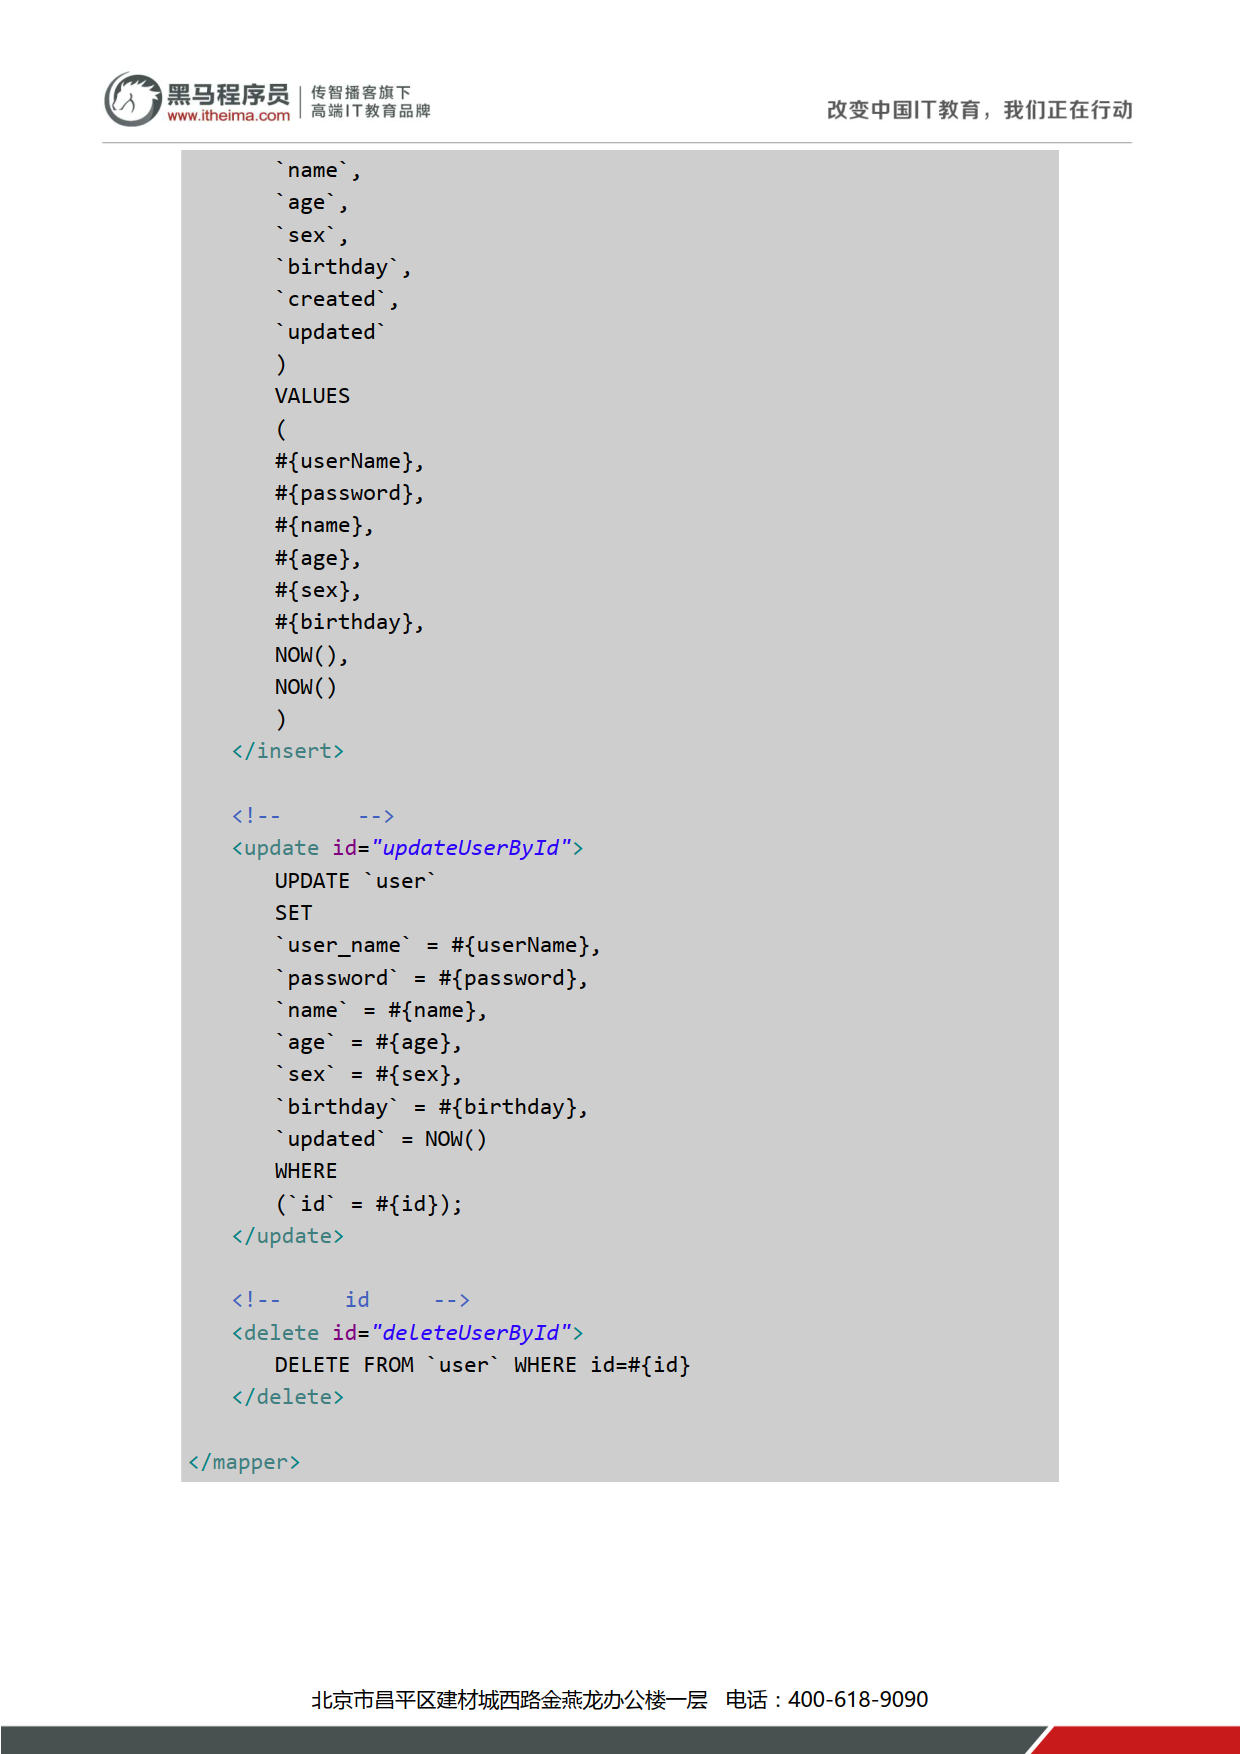 黑马程序员
www.itheima.com
传智播客旗下
高端IT教育品牌
改变中国IT教育，我们正在行动
`name`,
`age`,
`sex`,
`birthday`,
`created`,
`updated`
)
VALUES
(
#{userName},
#{password},
#{name},
#{age},
#{sex},
#{birthday},
NOW(),
NOW()
)
</insert>
<!-- -->
<update id="updateUserById">
UPDATE `user`
SET
`user_name` = #{userName},
`password` = #{password},
`name` = #{name},
`age` = #{age},
`sex` = #{sex},
`birthday` = #{birthday},
`updated` = NOW()
WHERE
(`id` = #{id});
</update>
<!-- id -->
<delete id="deleteUserById">
DELETE FROM `user` WHERE id=#{id}
</delete>
</mapper>
北京市昌平区建材城西路金燕龙办公楼一层 电话：400-618-9090